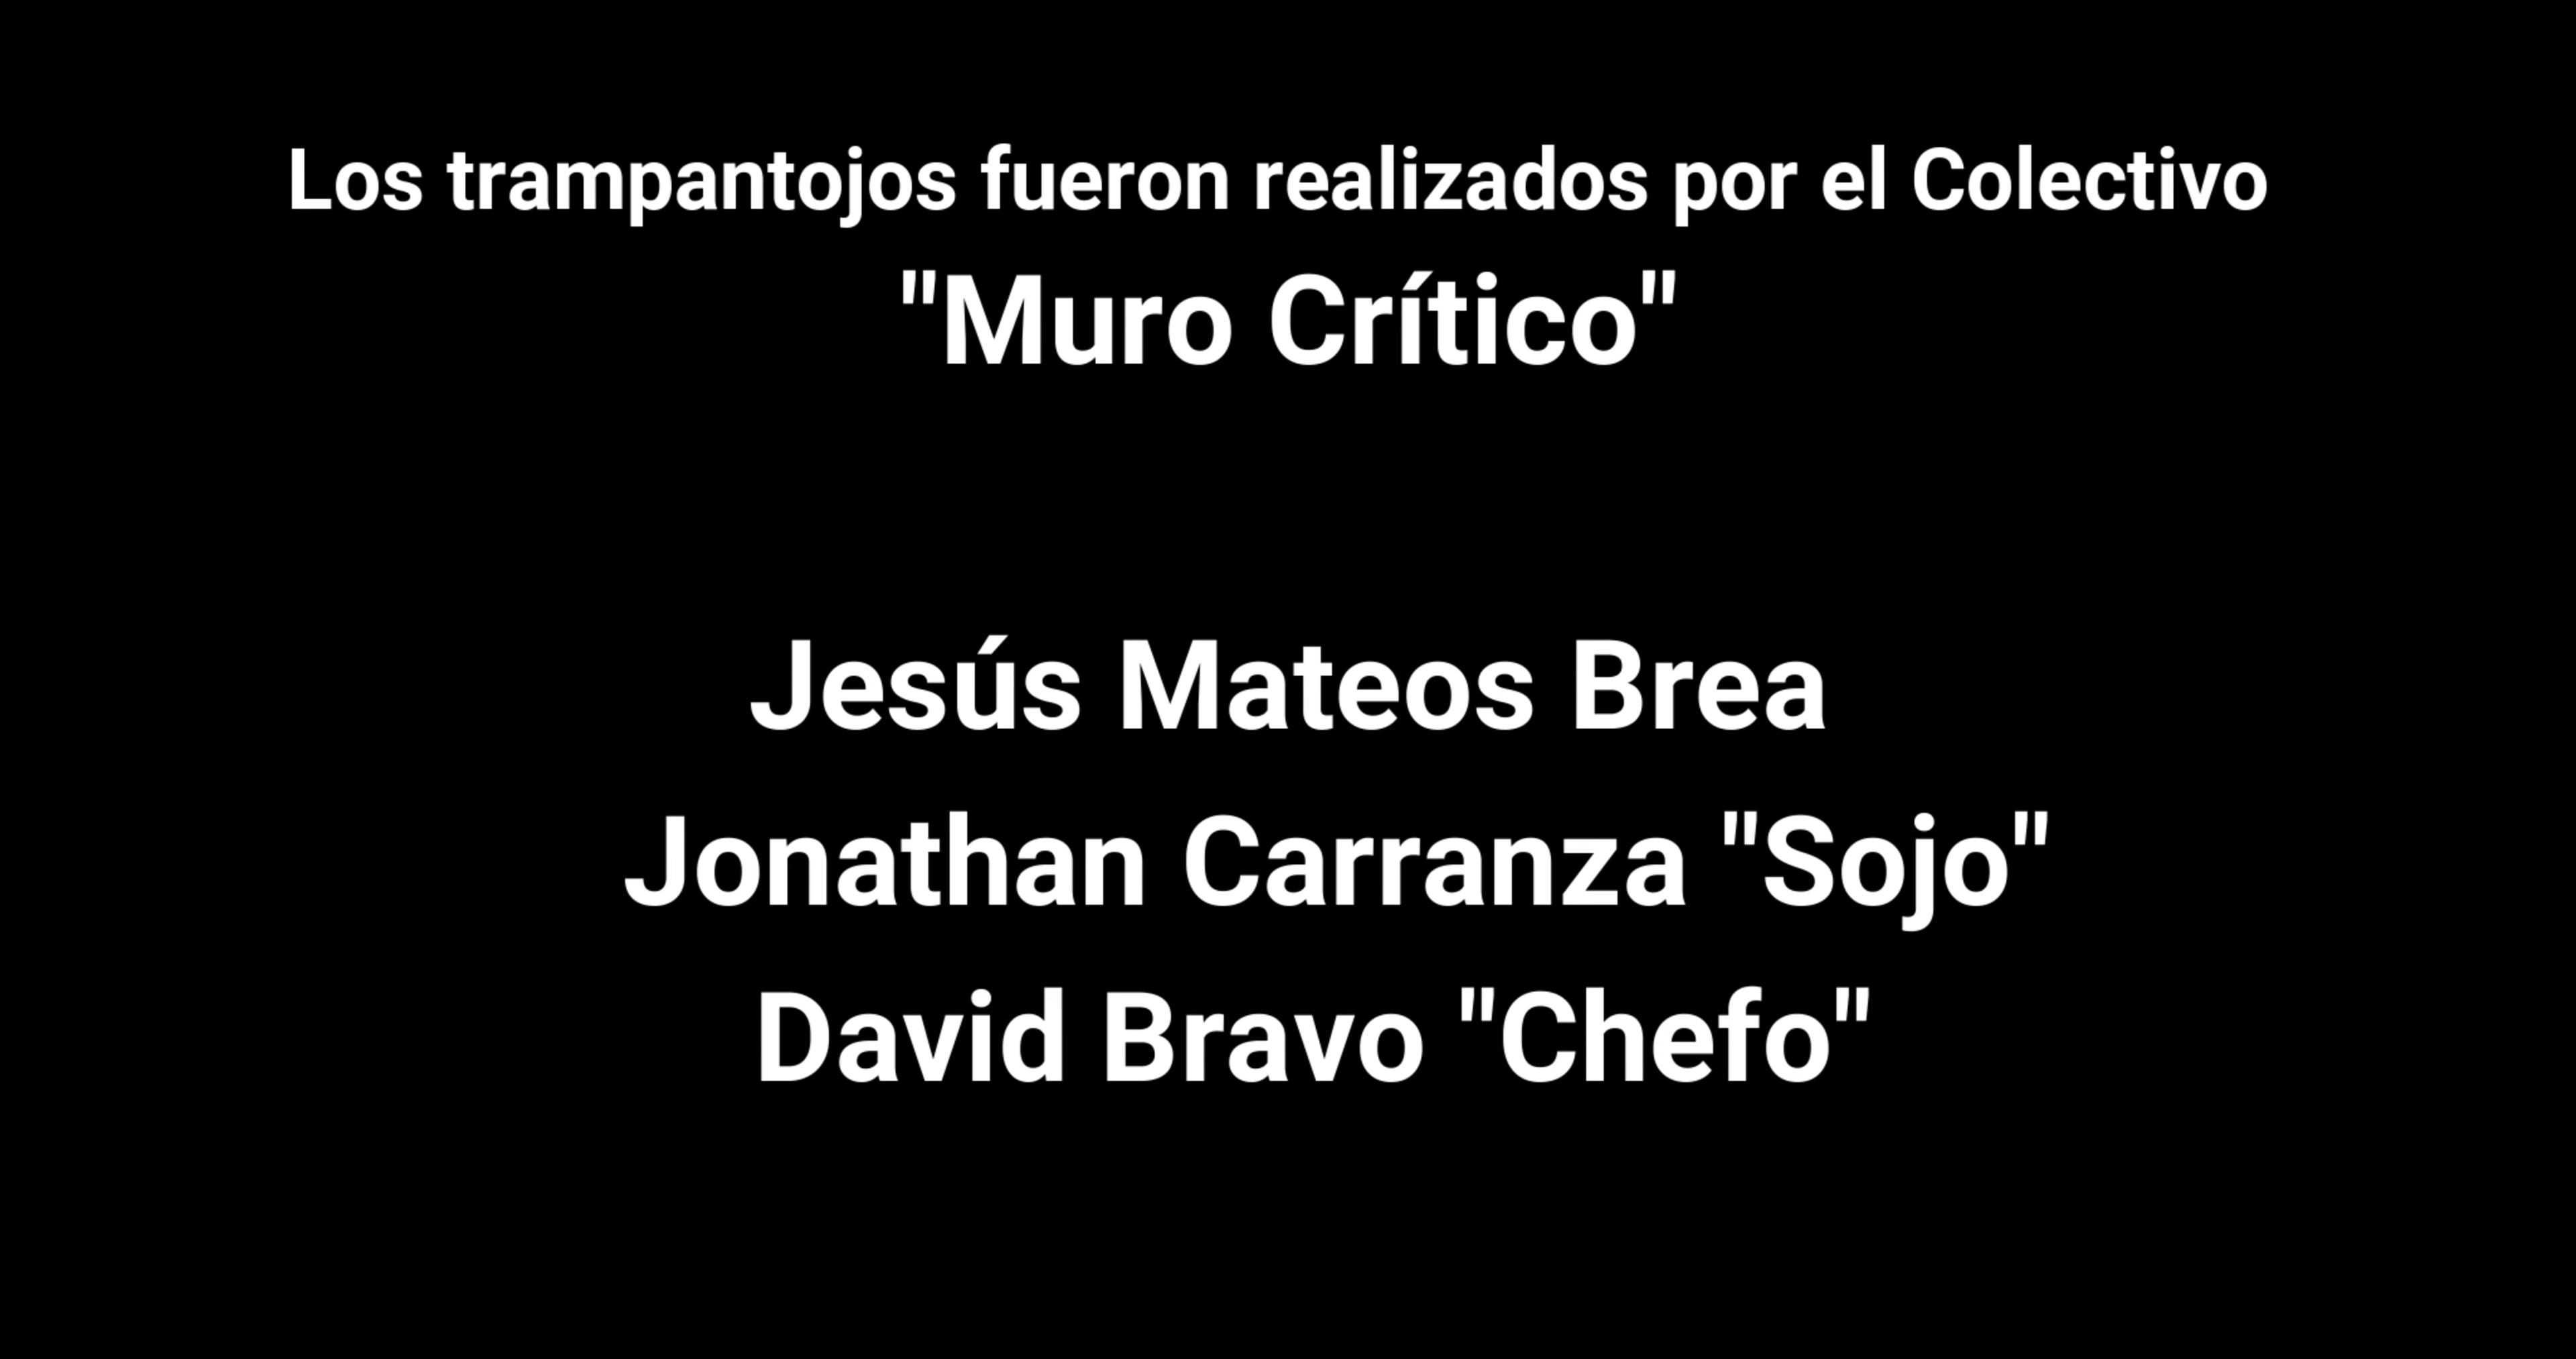 Los trampantojos fueron realizados por el Colectivo
"Muro Crítico"
Jesús Mateos Brea
Jonathan Carranza "Sojo"
David Bravo "Chefo"